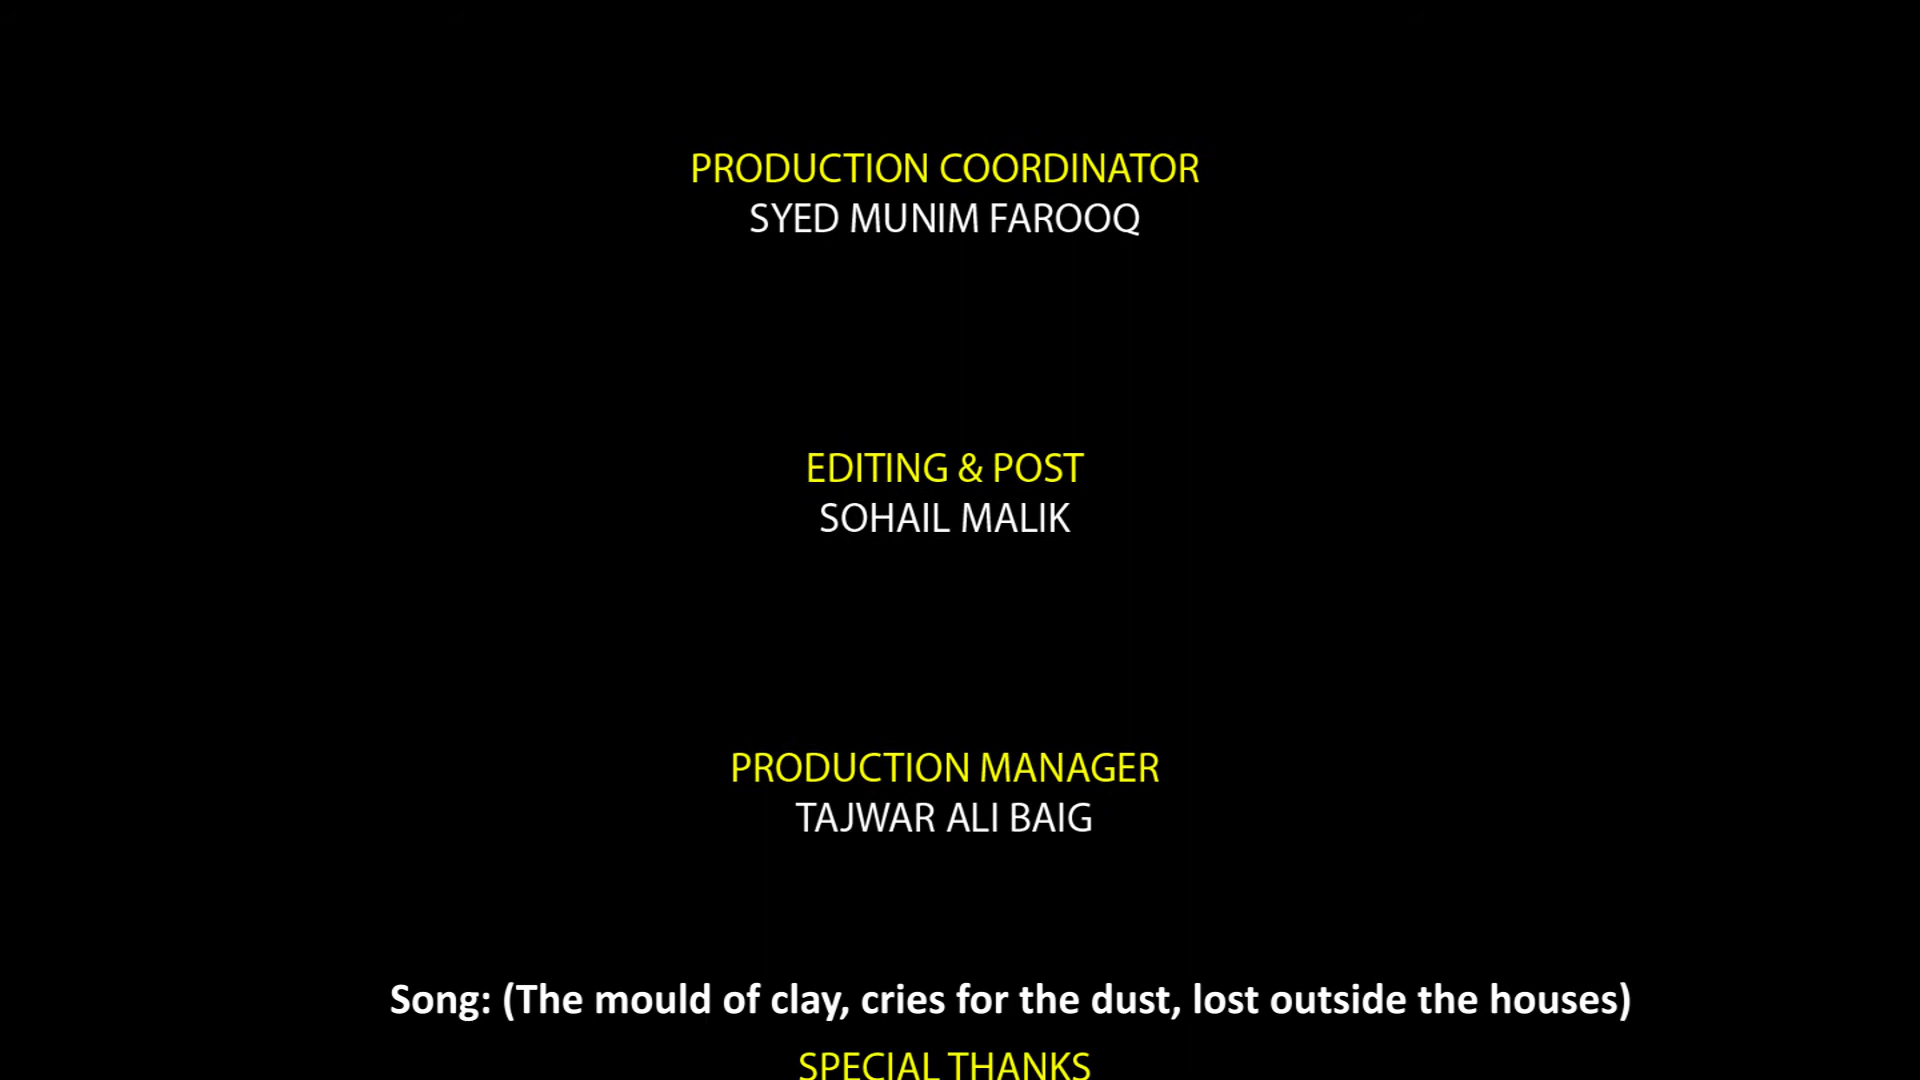 PRODUCTION COORDINATOR
SYED MUNIM FAROOQ
EDITING & POST
SOHAIL MALIK
PRODUCTION MANAGER
TAJWAR ALI BAIG
Song: (The mould of clay, cries for the dust, lost outside the houses)
SPECIAL THANKS